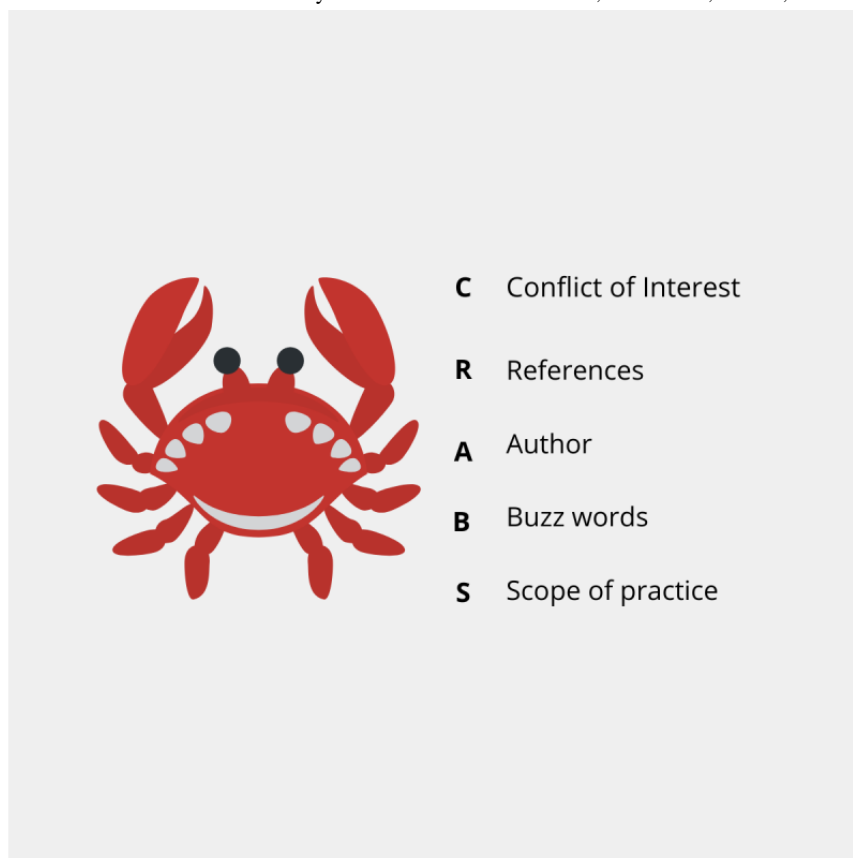 C Conflict of Interest
R References
A Author
B Buzz words
S Scope of practice